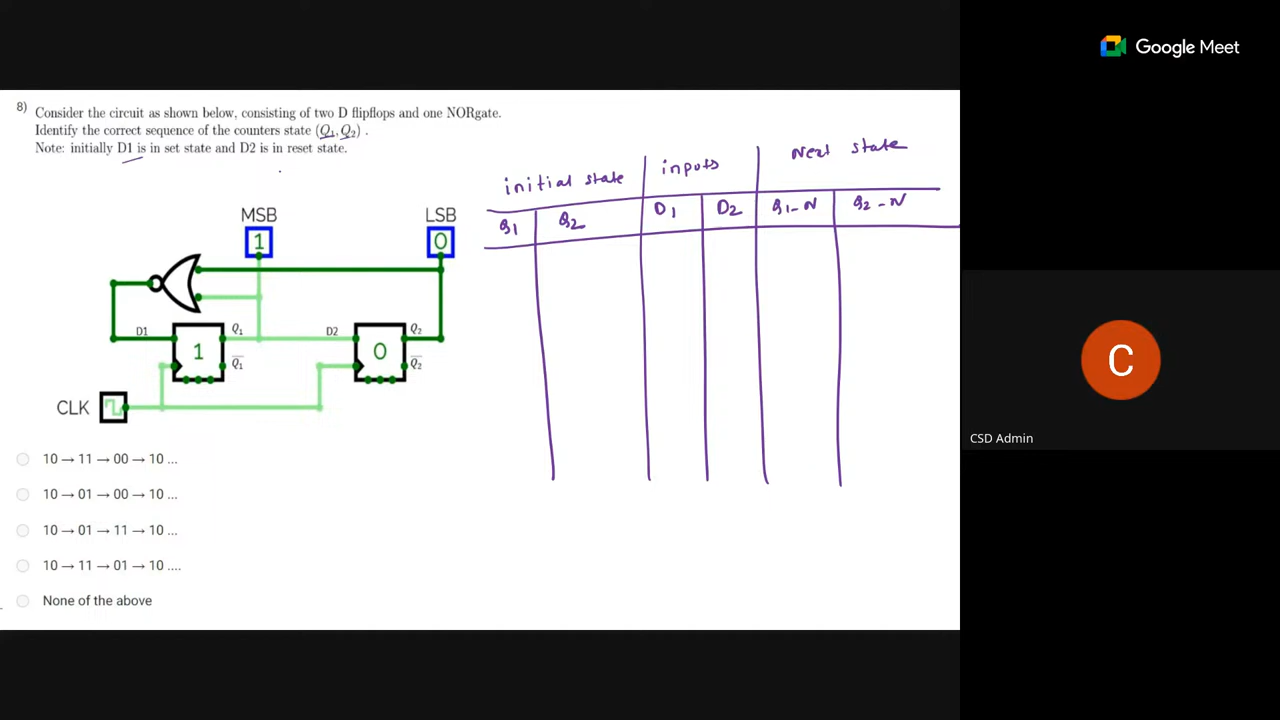 Google Meet
8) Consider the circuit as shown below, consisting of two D flipflops and one NORgate.
Identify the correct sequence of the counters state (Q1,Q2) .
Note: initially D1 is in set state and D2 is in reset state.
initial state inputs Next state
Q1 Q2 D1 D2 Q1-N Q2-N
MSB LSB
1 0
D1 Q1 D2 Q2
1 0
Q1 Q2
CLK
10 → 11 → 00 → 10 ...
10 → 01 → 00 → 10 ...
10 → 01 → 11 → 10 ...
10 → 11 → 01 → 10 ....
None of the above
C
CSD Admin